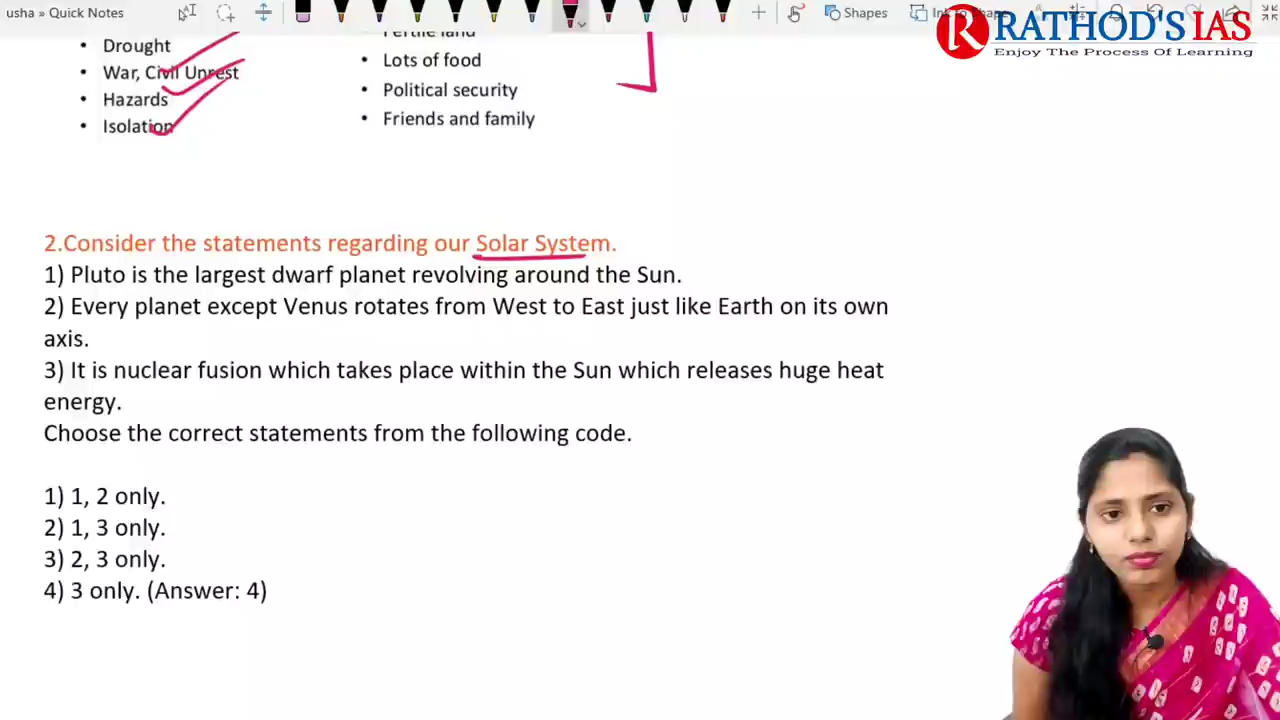 usha » Quick Notes
Shapes
RATHOD'S IAS
Enjoy The Process Of Learning
• Drought
• War, Civil Unrest
• Hazards
• Isolation
Fertile land
• Lots of food
• Political security
• Friends and family
2.Consider the statements regarding our Solar System.
1) Pluto is the largest dwarf planet revolving around the Sun.
2) Every planet except Venus rotates from West to East just like Earth on its own
axis.
3) It is nuclear fusion which takes place within the Sun which releases huge heat
energy.
Choose the correct statements from the following code.
1) 1, 2 only.
2) 1, 3 only.
3) 2, 3 only.
4) 3 only. (Answer: 4)